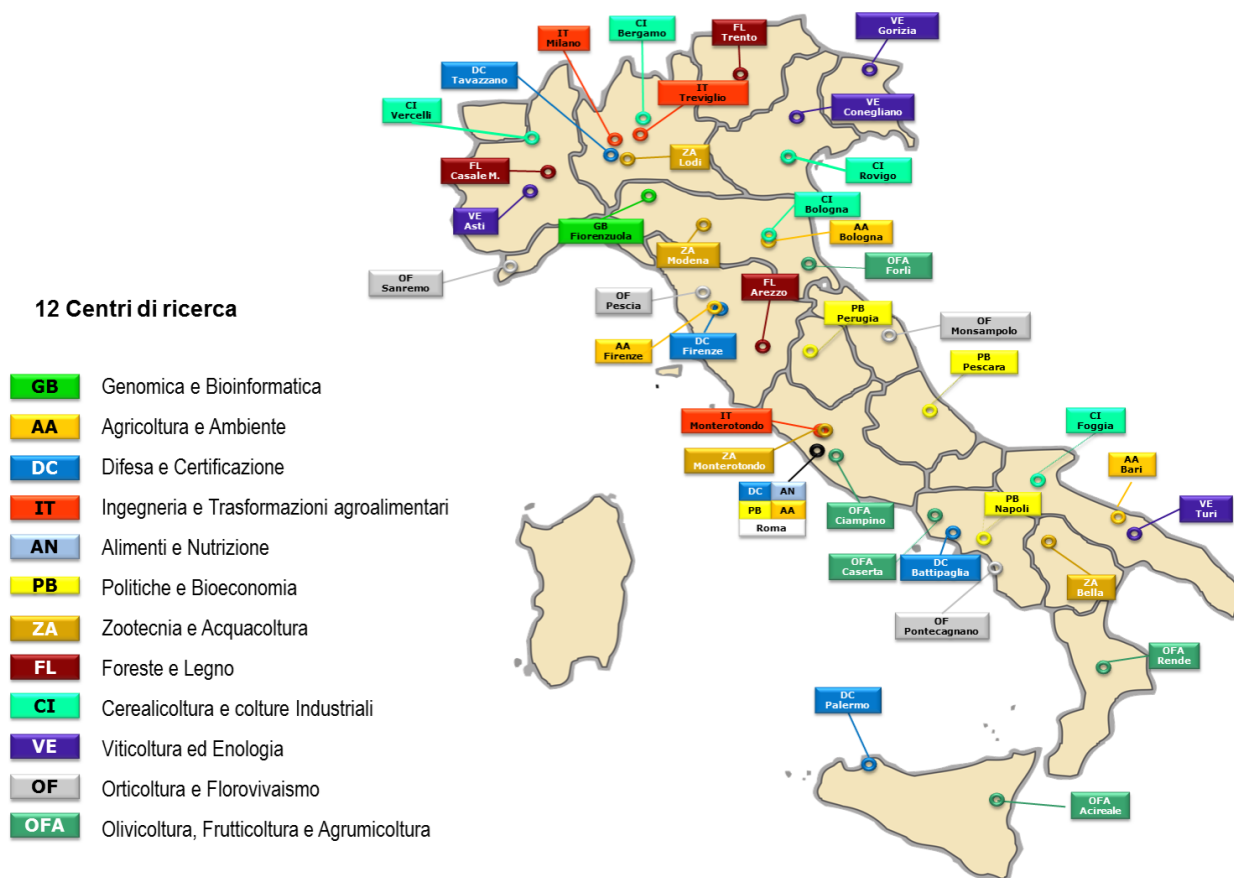 CI
Bergamo
FL
Trento
VE
Gorizia
IT
Milano
DC
Tavazzano
IT
Treviglio
CI
Vercelli
VE
Conegliano
ZA
Lodi
FL
Casale M.
CI
Rovigo
VE
Asti
CI
Bologna
GB
Fiorenzuola
AA
Bologna
ZA
Modena
OFA
Forlì
OF
Sanremo
OF
Pescia
FL
Arezzo
PB
Perugia
OF
Monsampolo
AA
Firenze
DC
Firenze
PB
Pescara
IT
Monterotondo
CI
Foggia
ZA
Monterotondo
AA
Bari
DC AN
PB AA
Roma
OFA
Ciampino
PB
Napoli
VE
Turi
OFA
Caserta
DC
Battipaglia
ZA
Bella
OF
Pontecagnano
OFA
Rende
DC
Palermo
OFA
Acireale
12 Centri di ricerca
GB Genomica e Bioinformatica
AA Agricoltura e Ambiente
DC Difesa e Certificazione
IT Ingegneria e Trasformazioni agroalimentari
AN Alimenti e Nutrizione
PB Politiche e Bioeconomia
ZA Zootecnia e Acquacoltura
FL Foreste e Legno
CI Cerealicoltura e colture Industriali
VE Viticoltura ed Enologia
OF Orticoltura e Florovivaismo
OFA Olivicoltura, Frutticoltura e Agrumicoltura